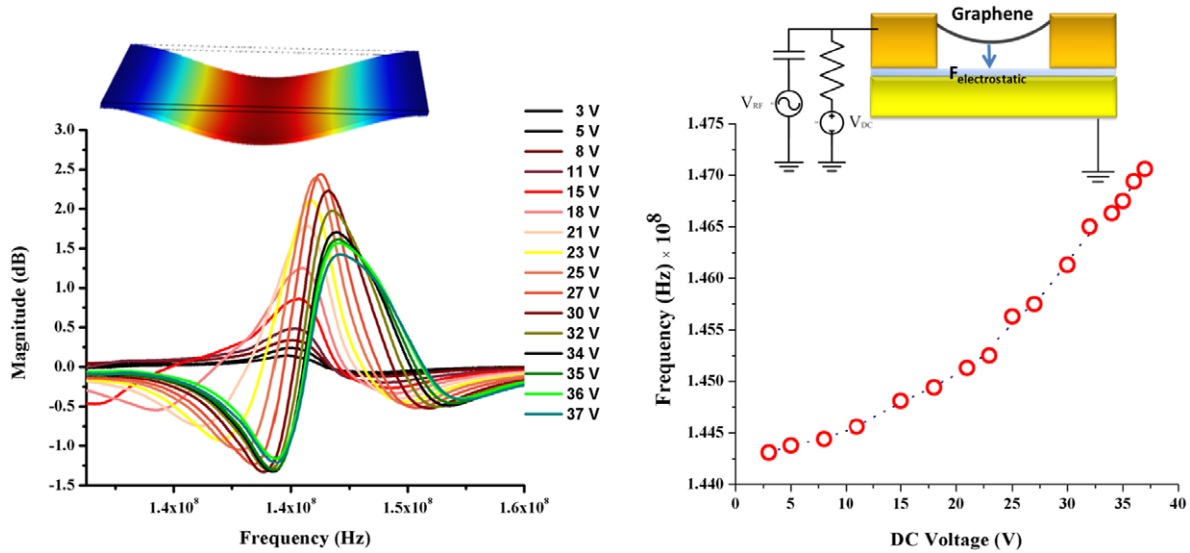 3 V
5 V
8 V
11 V
15 V
18 V
21 V
23 V
25 V
27 V
30 V
32 V
34 V
35 V
36 V
37 V
3.0
2.5
2.0
1.5
1.0
0.5
0.0
-0.5
-1.0
-1.5
Magnitude (dB)
1.4x10⁸
1.4x10⁸
1.5x10⁸
1.6x10⁸
Frequency (Hz)
Graphene
Felectrostatic
VRF
VDC
1.475
1.470
1.465
1.460
1.455
1.450
1.445
1.440
Frequency (Hz) × 10⁸
0
5
10
15
20
25
30
35
40
DC Voltage (V)